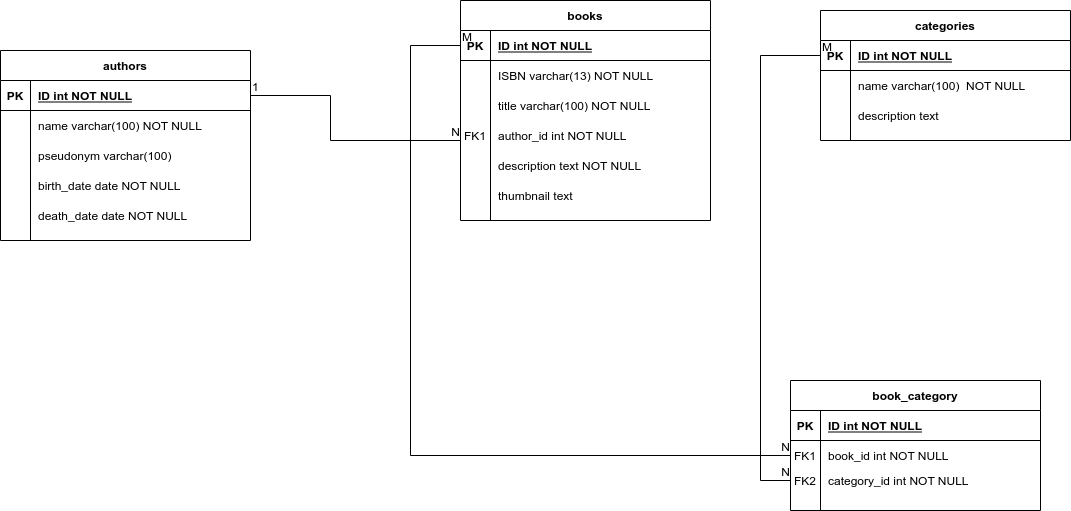 authors
PK ID int NOT NULL
name varchar(100) NOT NULL
pseudonym varchar(100)
birth_date date NOT NULL
death_date date NOT NULL
1
books
M
PK ID int NOT NULL
ISBN varchar(13) NOT NULL
title varchar(100) NOT NULL
N FK1 author_id int NOT NULL
description text NOT NULL
thumbnail text
categories
M
PK ID int NOT NULL
name varchar(100) NOT NULL
description text
book_category
PK ID int NOT NULL
N FK1 book_id int NOT NULL
N FK2 category_id int NOT NULL